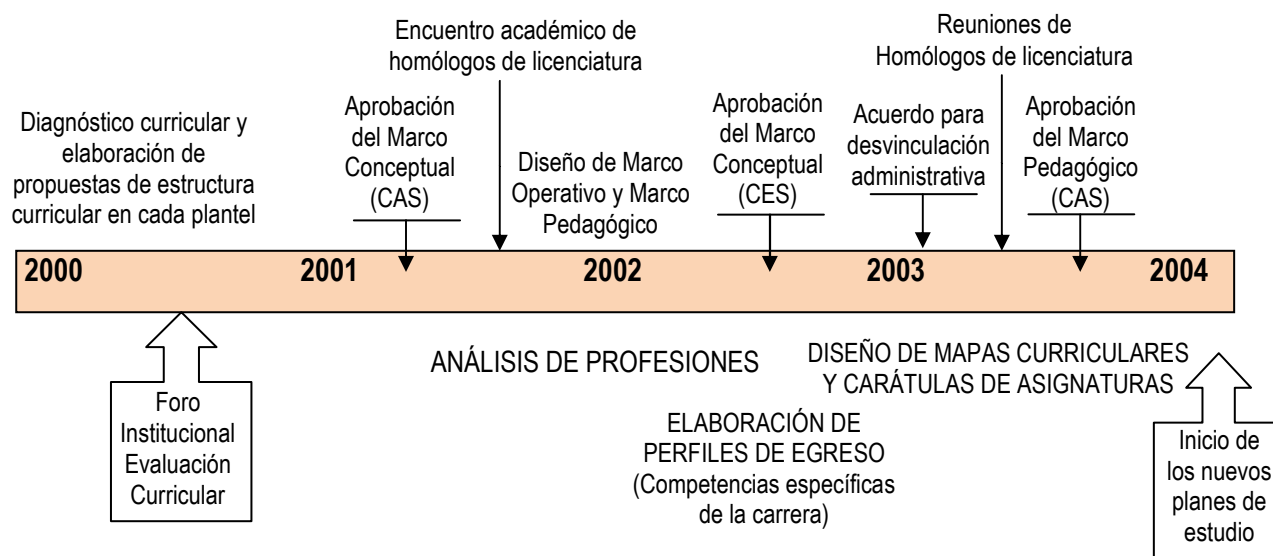 Encuentro académico de
homólogos de licenciatura
Reuniones de
Homólogos de licenciatura
Diagnóstico curricular y
elaboración de
propuestas de estructura
curricular en cada plantel
Aprobación
del Marco
Conceptual
(CAS)
Diseño de Marco
Operativo y Marco
Pedagógico
Aprobación
del Marco
Conceptual
(CES)
Acuerdo para
desvinculación
administrativa
Aprobación
del Marco
Pedagógico
(CAS)
2000 2001 2002 2003 2004
Foro
Institucional
Evaluación
Curricular
ANÁLISIS DE PROFESIONES
ELABORACIÓN DE
PERFILES DE EGRESO
(Competencias específicas
de la carrera)
DISEÑO DE MAPAS CURRICULARES
Y CARÁTULAS DE ASIGNATURAS
Inicio de
los nuevos
planes de
estudio